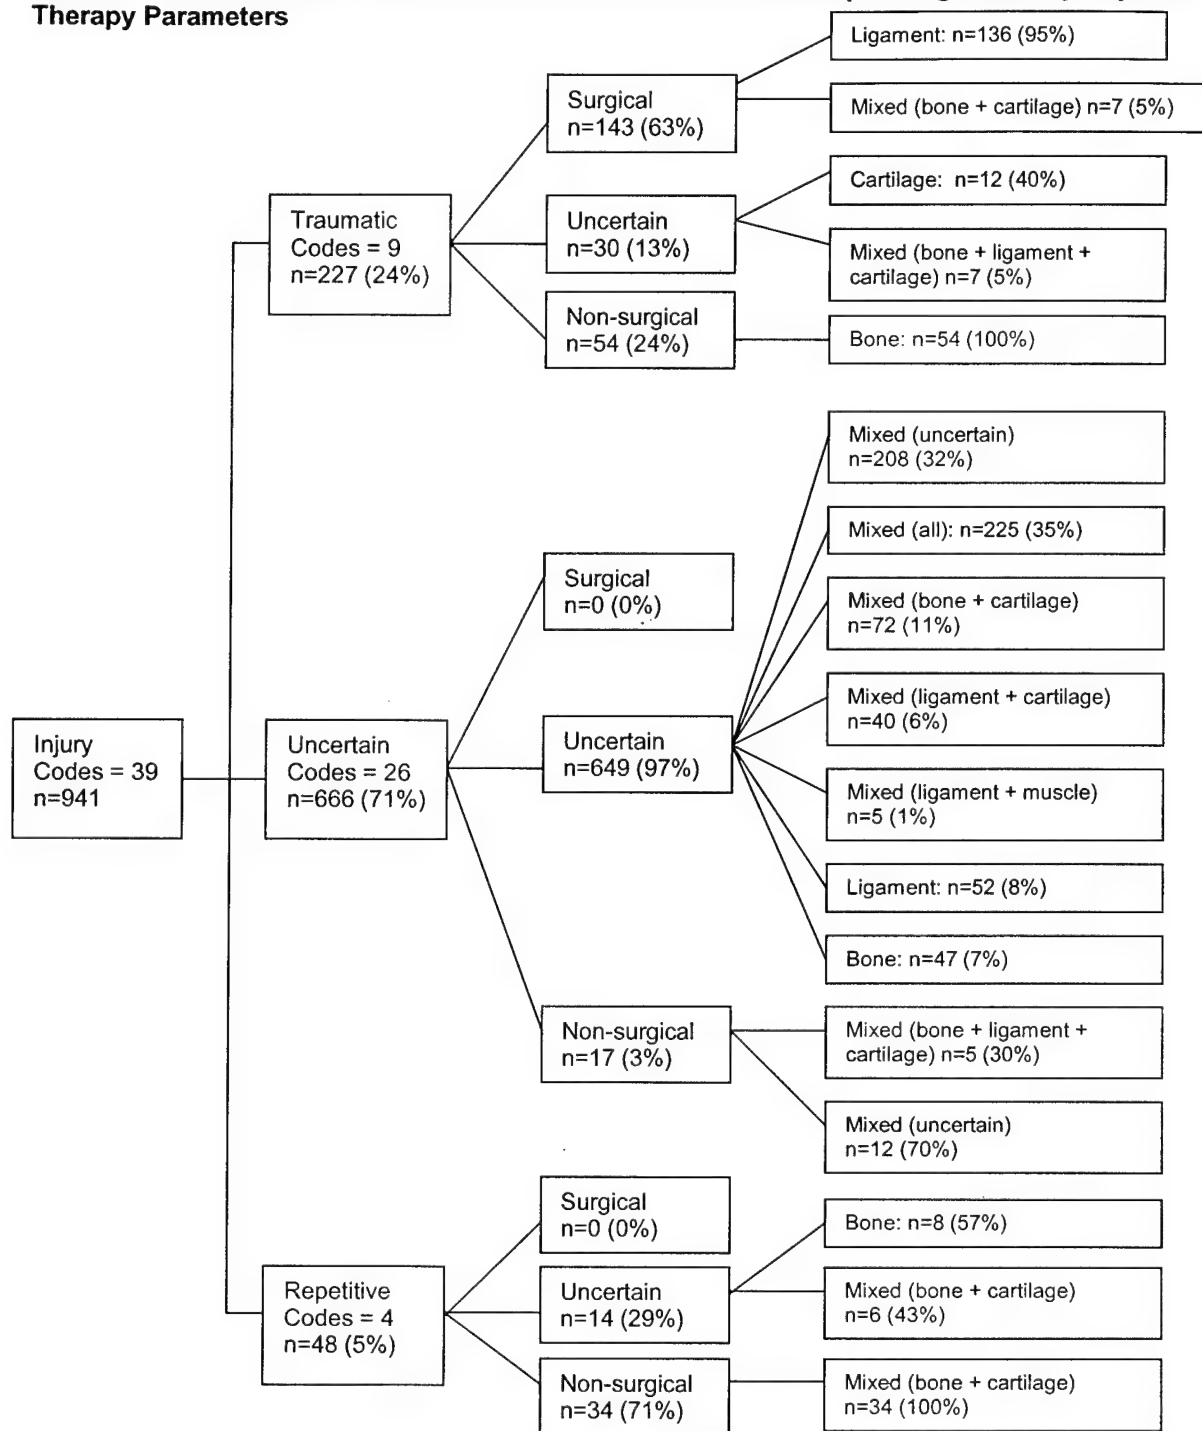 Therapy Parameters
Injury
Codes = 39
n=941
Traumatic
Codes = 9
n=227 (24%)
Surgical
n=143 (63%)
Ligament: n=136 (95%)
Mixed (bone + cartilage) n=7 (5%)
Uncertain
n=30 (13%)
Cartilage: n=12 (40%)
Mixed (bone + ligament +
cartilage) n=7 (5%)
Non-surgical
n=54 (24%)
Bone: n=54 (100%)
Uncertain
Codes = 26
n=666 (71%)
Surgical
n=0 (0%)
Uncertain
n=649 (97%)
Mixed (uncertain)
n=208 (32%)
Mixed (all): n=225 (35%)
Mixed (bone + cartilage)
n=72 (11%)
Mixed (ligament + cartilage)
n=40 (6%)
Mixed (ligament + muscle)
n=5 (1%)
Ligament: n=52 (8%)
Bone: n=47 (7%)
Non-surgical
n=17 (3%)
Mixed (bone + ligament +
cartilage) n=5 (30%)
Mixed (uncertain)
n=12 (70%)
Repetitive
Codes = 4
n=48 (5%)
Surgical
n=0 (0%)
Uncertain
n=14 (29%)
Bone: n=8 (57%)
Mixed (bone + cartilage)
n=6 (43%)
Non-surgical
n=34 (71%)
Mixed (bone + cartilage)
n=34 (100%)